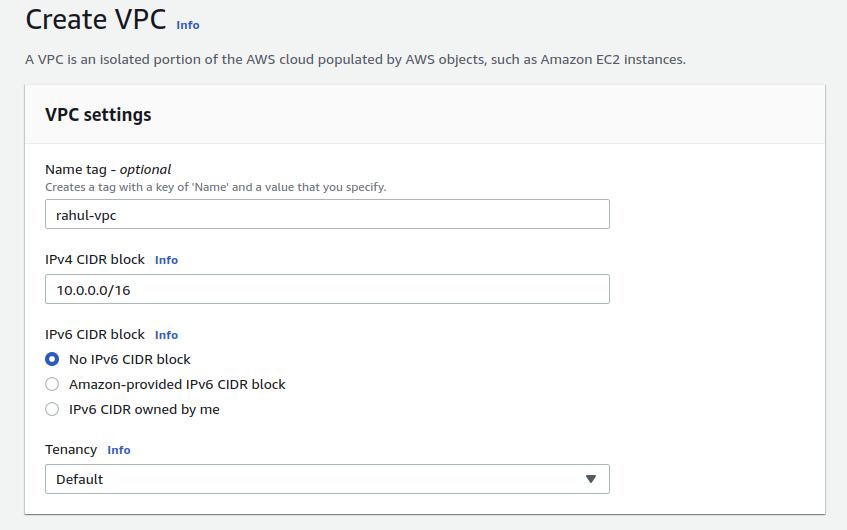 Create VPC Info
A VPC is an isolated portion of the AWS cloud populated by AWS objects, such as Amazon EC2 instances.
VPC settings
Name tag - optional
Creates a tag with a key of 'Name' and a value that you specify.
rahul-vpc
IPv4 CIDR block Info
10.0.0.0/16
IPv6 CIDR block Info
No IPv6 CIDR block
Amazon-provided IPv6 CIDR block
IPv6 CIDR owned by me
Tenancy Info
Default